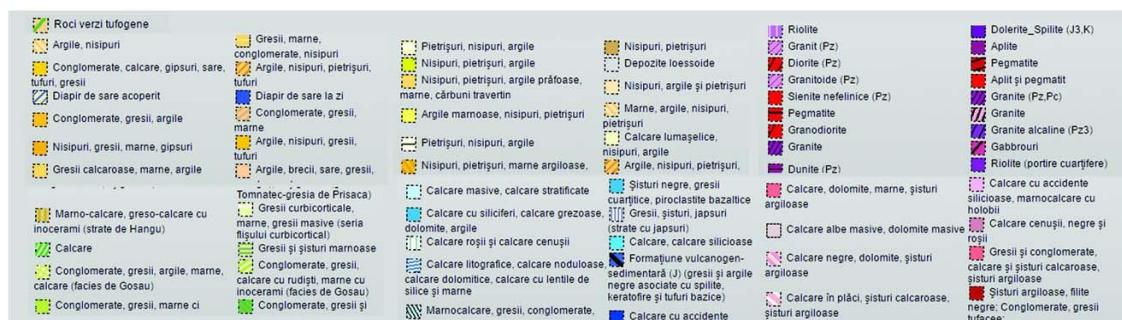 Roci verzi tufogene
Argile, nisipuri
Conglomerate, calcare, gipsuri, sare,
tufuri, gresii
Diapir de sare acoperit
Conglomerate, gresii, argile
Nisipuri, gresii, marne, gipsuri
Gresii calcaroase, marne, argile
Marno-calcare, greso-calcare cu
inocerami (strate de Hangu)
Calcare
Conglomerate, gresii, argile, marne,
calcare (facies de Gosau)
Conglomerate, gresii, marne ci
Gresii, marne,
conglomerate, nisipuri
Argile, nisipuri, pietrişuri,
tufuri
Diapir de sare la zi
Conglomerate, gresii,
marne
Argile, nisipuri, gresii,
tufuri
Argile, brecii, sare, gresii,
Tomnatec-gresia de Prisaca)
Gresii curbicorticale,
marne, gresii masive (seria
flişului curbicortical)
Gresii şi şisturi marnoase
Conglomerate, gresii,
calcare cu rudişti, marne cu
inocerami (facies de Gosau)
Conglomerate, gresii şi
Pietrişuri, nisipuri, argile
Nisipuri, pietrişuri, argile
Nisipuri, pietrişuri, argile prăfoase,
marne, cărbuni travertin
Argile marnoase, nisipuri, pietrişuri
Pietrişuri, nisipuri, argile
Nisipuri, pietrişuri, marne argiloase,
Calcare masive, calcare stratificate
Calcare cu siliciferi, calcare grezoase,
dolomite, argile
Calcare roşii şi calcare cenuşii
Calcare litografice, calcare noduloase,
calcare dolomitice, calcare cu lentile de
silice şi marne
Marnocalcare, gresii, conglomerate,
Nisipuri, pietrişuri
Depozite loessoide
Nisipuri, argile şi pietrişuri
Marne, argile, nisipuri,
pietrişuri
Calcare lumaşelice,
nisipuri, argile
Argile, nisipuri, pietrişuri,
Şisturi negre, gresii
cuarţitice, piroclastite bazaltice
Gresii, şisturi, japsuri
(strate cu japsuri)
Calcare, calcare silicioase
Formaţiune vulcanogen-
sedimentară (J) (gresii şi argile
negre asociate cu spilite,
keratofire şi tufuri bazice)
Calcare cu accidente
Riolite
Granit (Pz)
Diorite (Pz)
Granitoide (Pz)
Sienite nefelinice (Pz)
Pegmatite
Granodiorite
Granite
Dunite (Pz)
Calcare, dolomite, marne, şisturi
argiloase
Calcare albe masive, dolomite masive
Calcare negre, dolomite, şisturi
argiloase
Calcare în plăci, şisturi calcaroase,
şisturi argiloase
Dolerite_Spilite (J3,K)
Aplite
Pegmatite
Aplit şi pegmatit
Granite (Pz,Pc)
Granite
Granite alcaline (Pz3)
Gabbrouri
Riolite (portire cuarţifere)
Calcare cu accidente
silicioase, marnocalcare cu
holobii
Calcare cenuşii, negre şi
roşii
Gresii şi conglomerate,
calcare şi şisturi calcaroase,
şisturi argiloase
Şisturi argiloase, filite
negre; Conglomerate, gresii
tufacee;